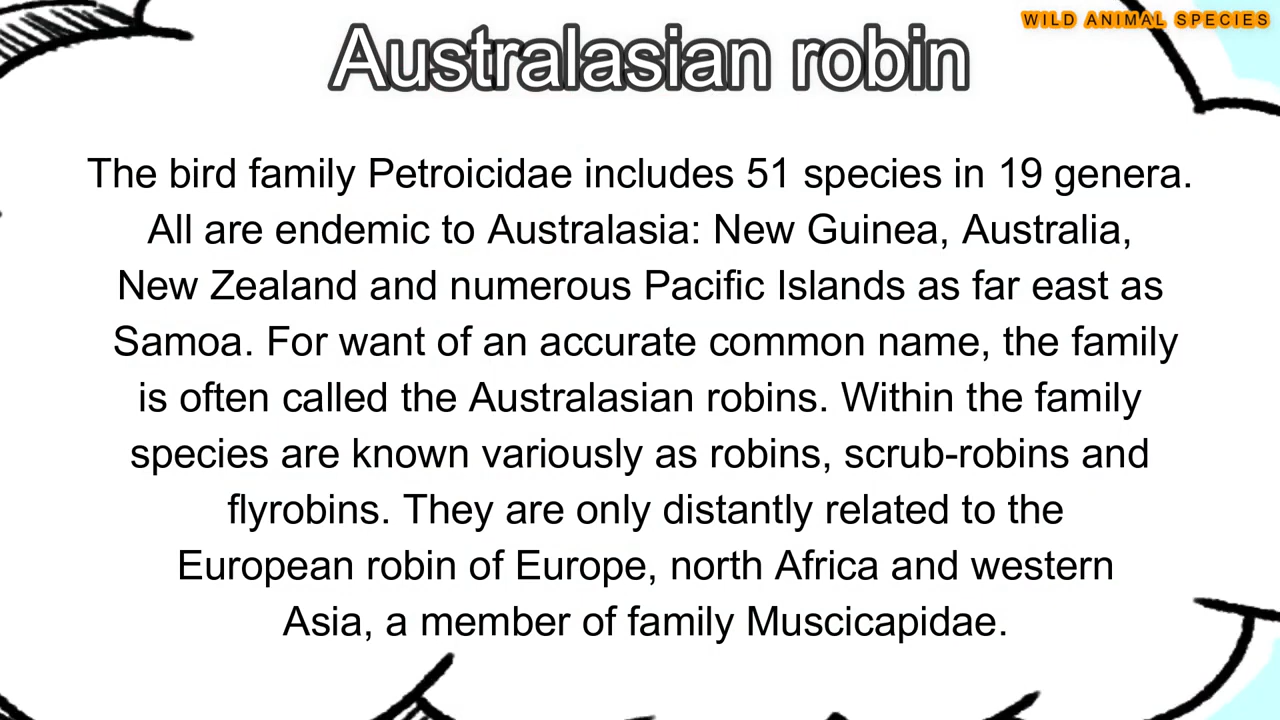 WILD ANIMAL SPECIES
Australasian robin
The bird family Petroicidae includes 51 species in 19 genera.
All are endemic to Australasia: New Guinea, Australia,
New Zealand and numerous Pacific Islands as far east as
Samoa. For want of an accurate common name, the family
is often called the Australasian robins. Within the family
species are known variously as robins, scrub-robins and
flyrobins. They are only distantly related to the
European robin of Europe, north Africa and western
Asia, a member of family Muscicapidae.